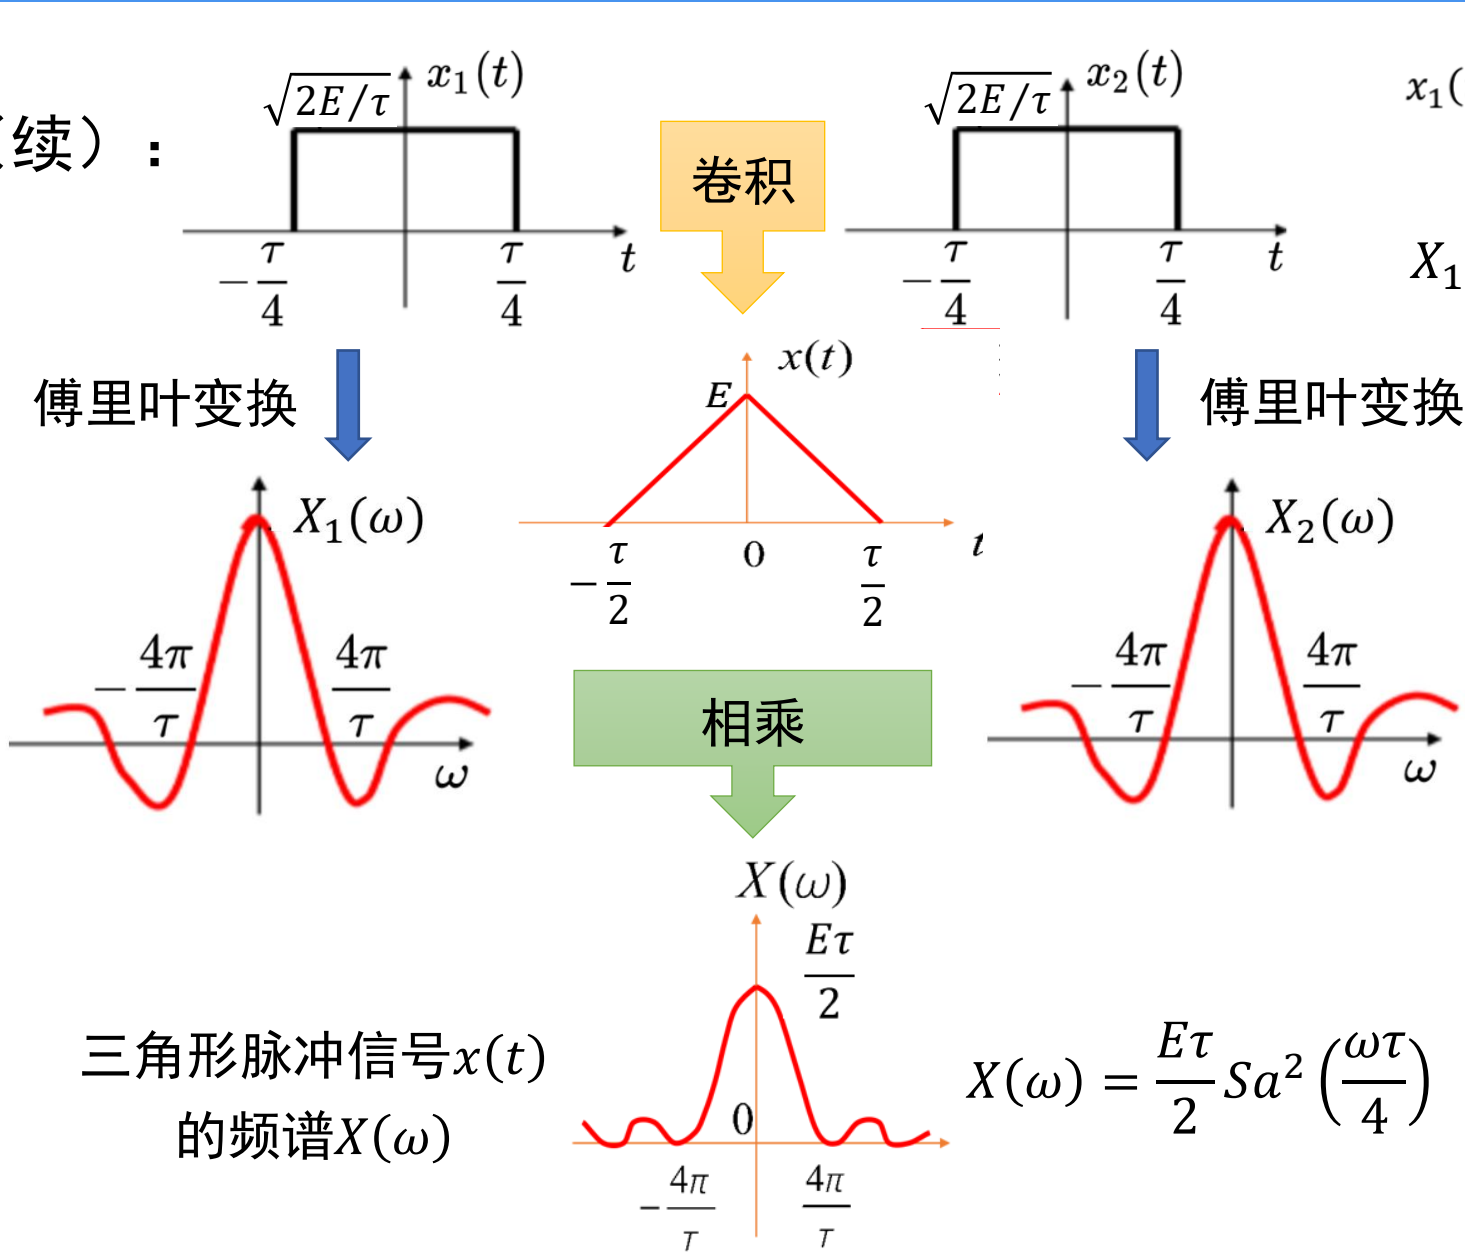 （续）：
√(2E/τ)
x₁(t)
-τ/4
τ/4
t
卷积
√(2E/τ)
x₂(t)
-τ/4
τ/4
t
x₁(
X₁
傅里叶变换
x(t)
E
-τ/2
0
τ/2
t
傅里叶变换
X₁(ω)
-4π/τ
4π/τ
ω
相乘
X₂(ω)
-4π/τ
4π/τ
ω
X(ω)
Eτ/2
0
-4π/τ
4π/τ
三角形脉冲信号x(t)
的频谱X(ω)
X(ω) = Eτ/2 Sa² (ωτ/4)